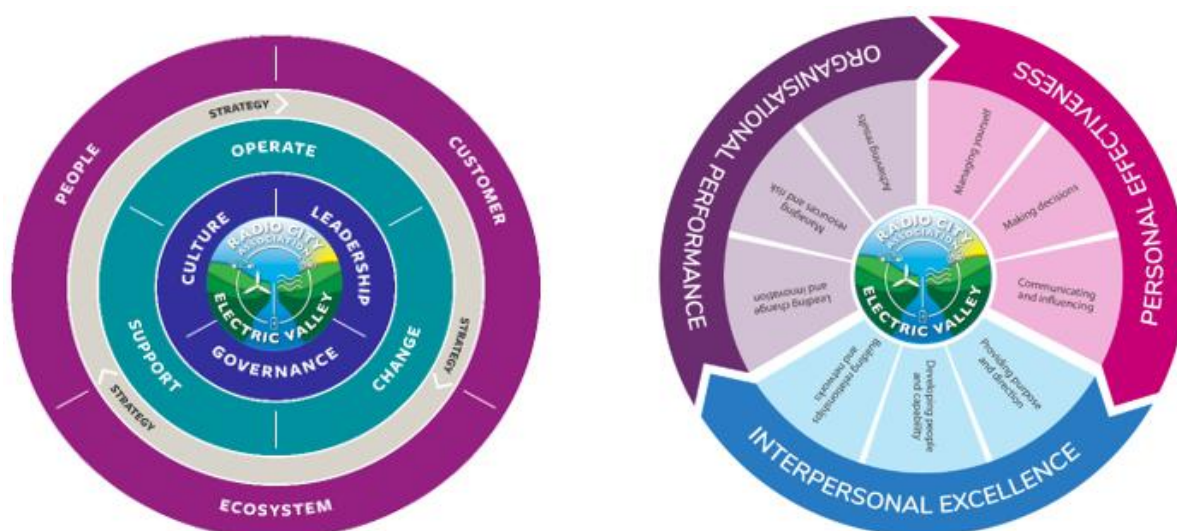 PEOPLE
CUSTOMER
ECOSYSTEM
STRATEGY
STRATEGY
STRATEGY
OPERATE
CHANGE
SUPPORT
CULTURE
LEADERSHIP
GOVERNANCE
RADIO CITY
ASSOCIATION
ELECTRIC VALLEY
ORGANISATIONAL PERFORMANCE
PERSONAL EFFECTIVENESS
INTERPERSONAL EXCELLENCE
Achieving results
Managing
resources and risk
Leading change
and innovation
Managing yourself
Making decisions
Communicating
and influencing
Providing purpose
and direction
Developing people
and capability
Building relationships
and networks
RADIO CITY
ASSOCIATION
ELECTRIC VALLEY